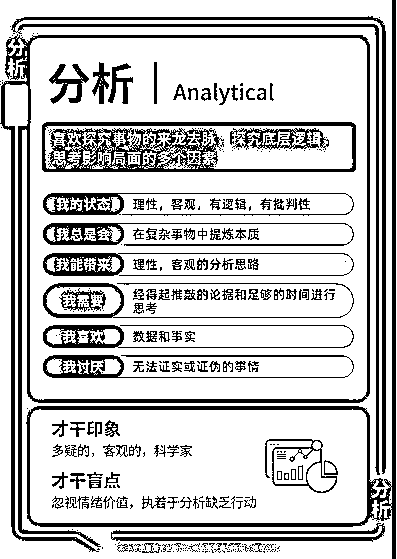 分析
分析 | Analytical
喜欢探究事物的来龙去脉，探究底层逻辑，
思考影响局面的多个因素
我的状态 理性，客观，有逻辑，有批判性
我总是会 在复杂事物中提炼本质
我能带来 理性，客观的分析思路
我需要 经得起推敲的论据和足够的时间进行
思考
我喜欢 数据和事实
我讨厌 无法证实或证伪的事情
才干印象
多疑的，客观的，科学家
才干盲点
忽视情绪价值，执着于分析缺乏行动
分析